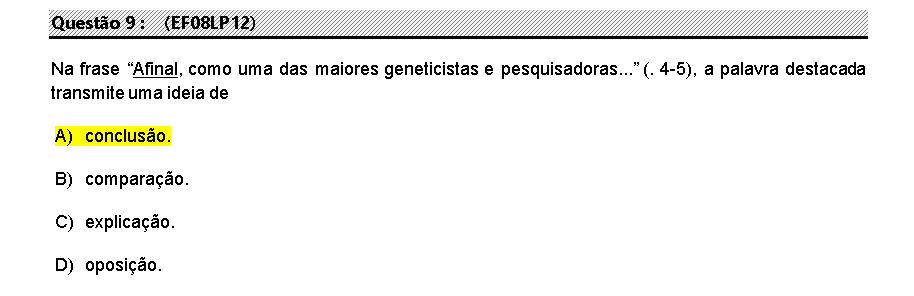 Questão 9 : (EF08LP12)
Na frase “Afinal, como uma das maiores geneticistas e pesquisadoras...” (. 4-5), a palavra destacada
transmite uma ideia de
A) conclusão.
B) comparação.
C) explicação.
D) oposição.